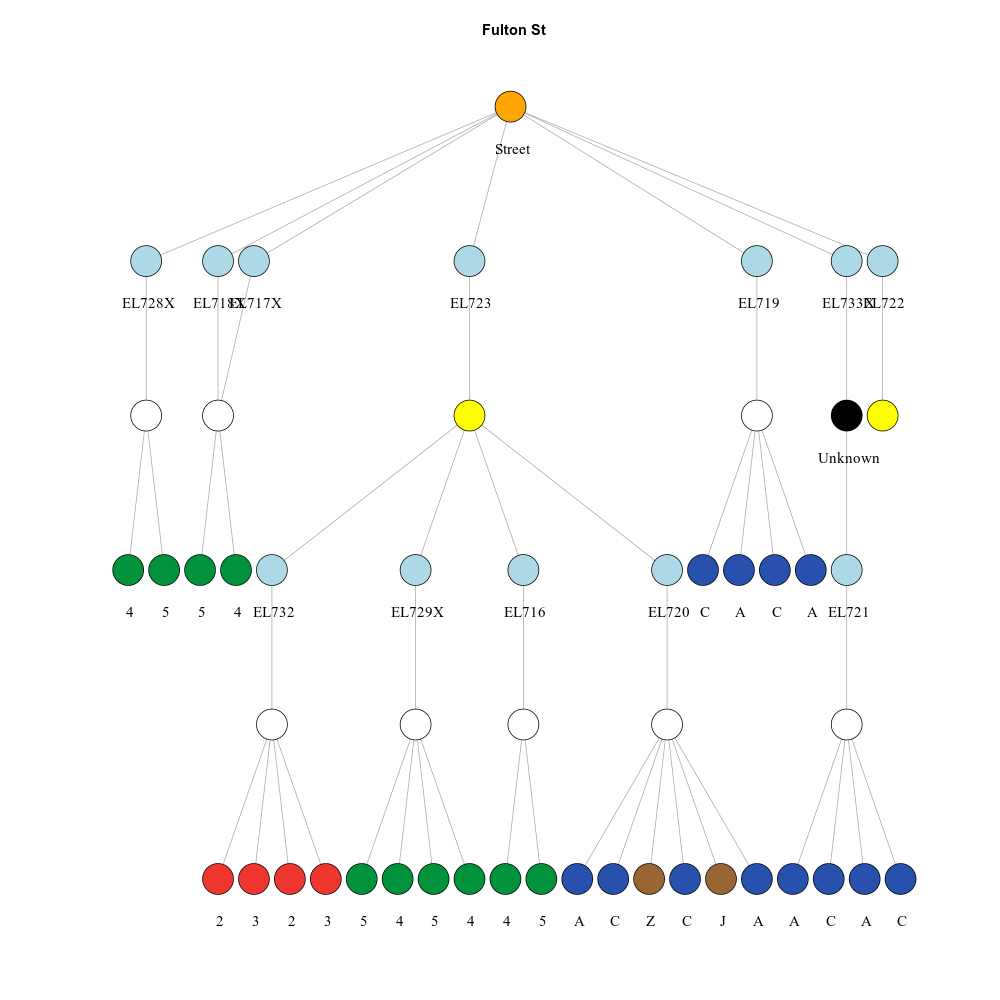 Fulton St
Street
EL728X EL718X EL717X EL723 EL719 EL733X EL722
Unknown
4 5 5 4 EL732 EL729X EL716 EL720 C A C A EL721
2 3 2 3 5 4 5 4 4 5 A C Z C J A A C A C